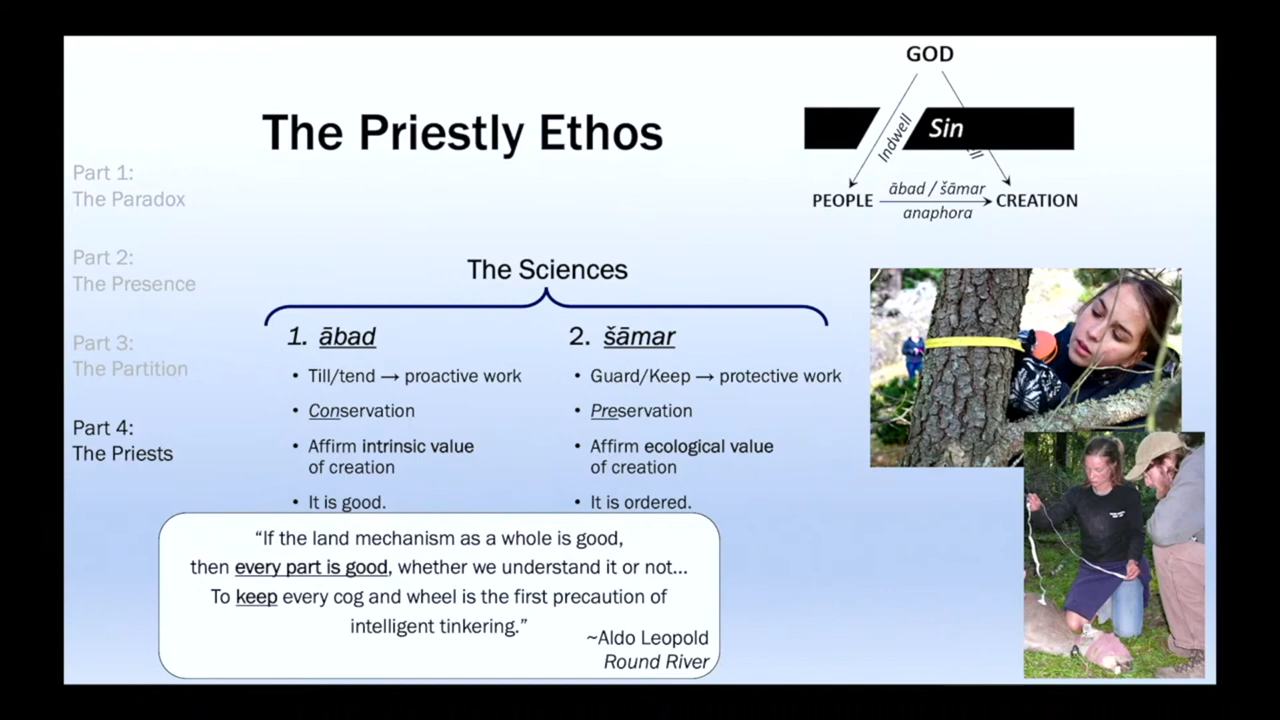 GOD
Sin
Indwell
PEOPLE
ābad / šāmar
anaphora
CREATION
The Priestly Ethos
Part 1:
The Paradox
Part 2:
The Presence
Part 3:
The Partition
Part 4:
The Priests
The Sciences
1. ābad
• Till/tend → proactive work
• Conservation
• Affirm intrinsic value
of creation
• It is good.
2. šāmar
• Guard/Keep → protective work
• Preservation
• Affirm ecological value
of creation
• It is ordered.
“If the land mechanism as a whole is good,
then every part is good, whether we understand it or not...
To keep every cog and wheel is the first precaution of
intelligent tinkering.”
~Aldo Leopold
Round River